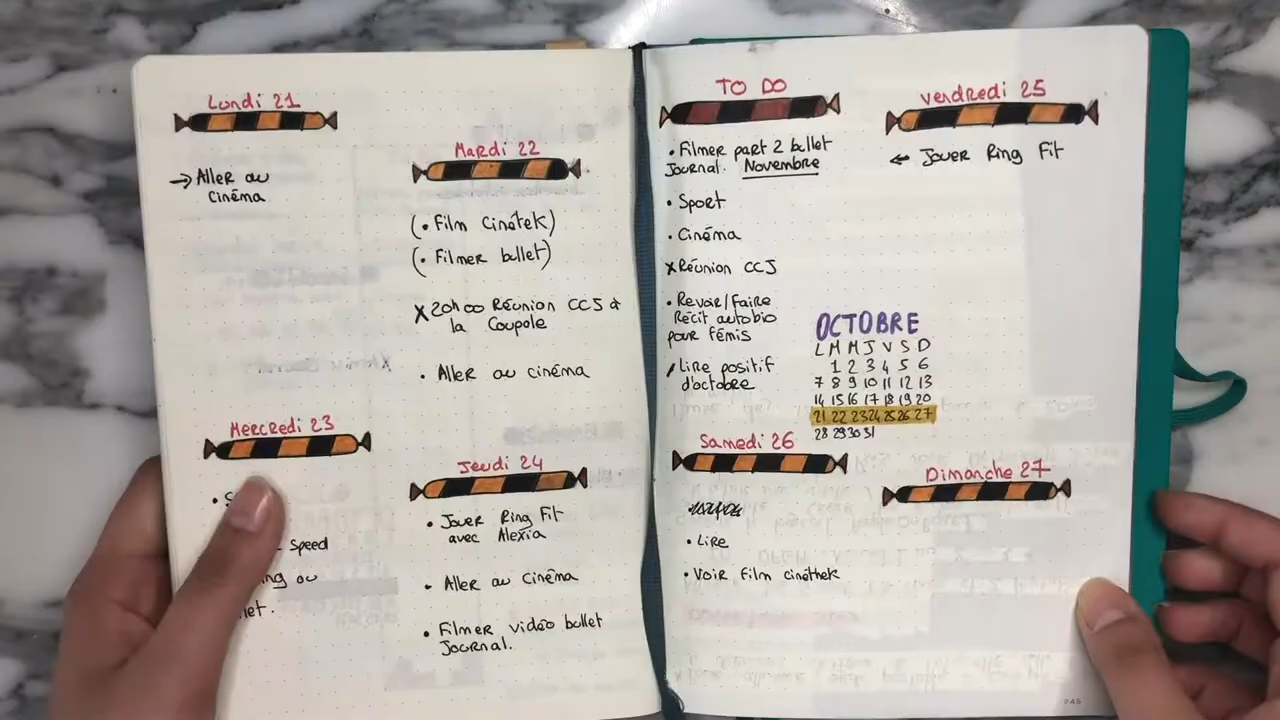 Lundi 21
→ Aller au
cinéma
Mardi 22
(• Film Cinétek)
(• Filmer bullet)
X 20h00 Réunion CCJ à
la Coupole
• Aller au cinéma
Mercredi 23
Speed
Jeudi 24
• Jouer Ring Fit
avec Alexia
• Aller au cinéma
• Filmer vidéo bullet
Journal.
TO DO
• Filmer part 2 bullet
Journal. Novembre
• Sport
• Cinéma
X Réunion CCJ
• Revoir/Faire
Récit autobio
pour Fémis
/ Lire positif
d'octobre
OCTOBRE
L M M J V S D
1 2 3 4 5 6
7 8 9 10 11 12 13
14 15 16 17 18 19 20
21 22 23 24 25 26 27
28 29 30 31
Vendredi 25
← Jouer Ring Fit
Samedi 26
• Lire
• Voir film cinéthek
Dimanche 27
245